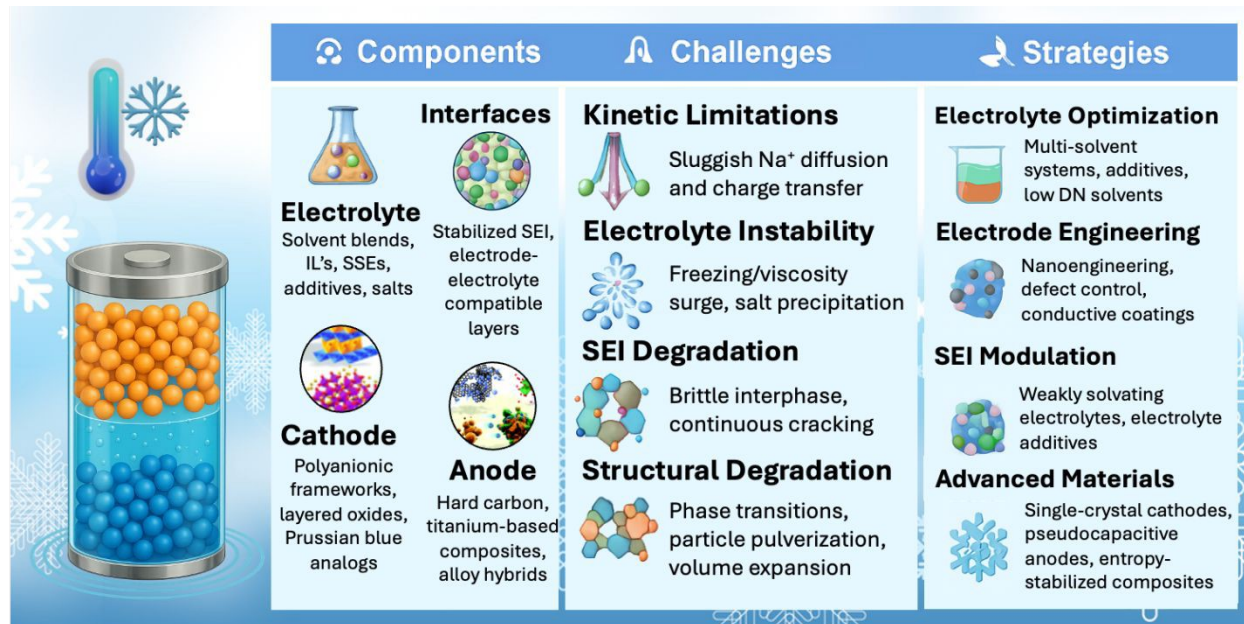 Components
Challenges
Strategies
Electrolyte
Solvent blends,
IL’s, SSEs,
additives, salts
Interfaces
Stabilized SEI,
electrode-
electrolyte
compatible
layers
Cathode
Polyanionic
frameworks,
layered oxides,
Prussian blue
analogs
Anode
Hard carbon,
titanium-based
composites,
alloy hybrids
Kinetic Limitations
Sluggish Na⁺ diffusion
and charge transfer
Electrolyte Instability
Freezing/viscosity
surge, salt precipitation
SEI Degradation
Brittle interphase,
continuous cracking
Structural Degradation
Phase transitions,
particle pulverization,
volume expansion
Electrolyte Optimization
Multi-solvent
systems, additives,
low DN solvents
Electrode Engineering
Nanoengineering,
defect control,
conductive coatings
SEI Modulation
Weakly solvating
electrolytes, electrolyte
additives
Advanced Materials
Single-crystal cathodes,
pseudocapacitive
anodes, entropy-
stabilized composites